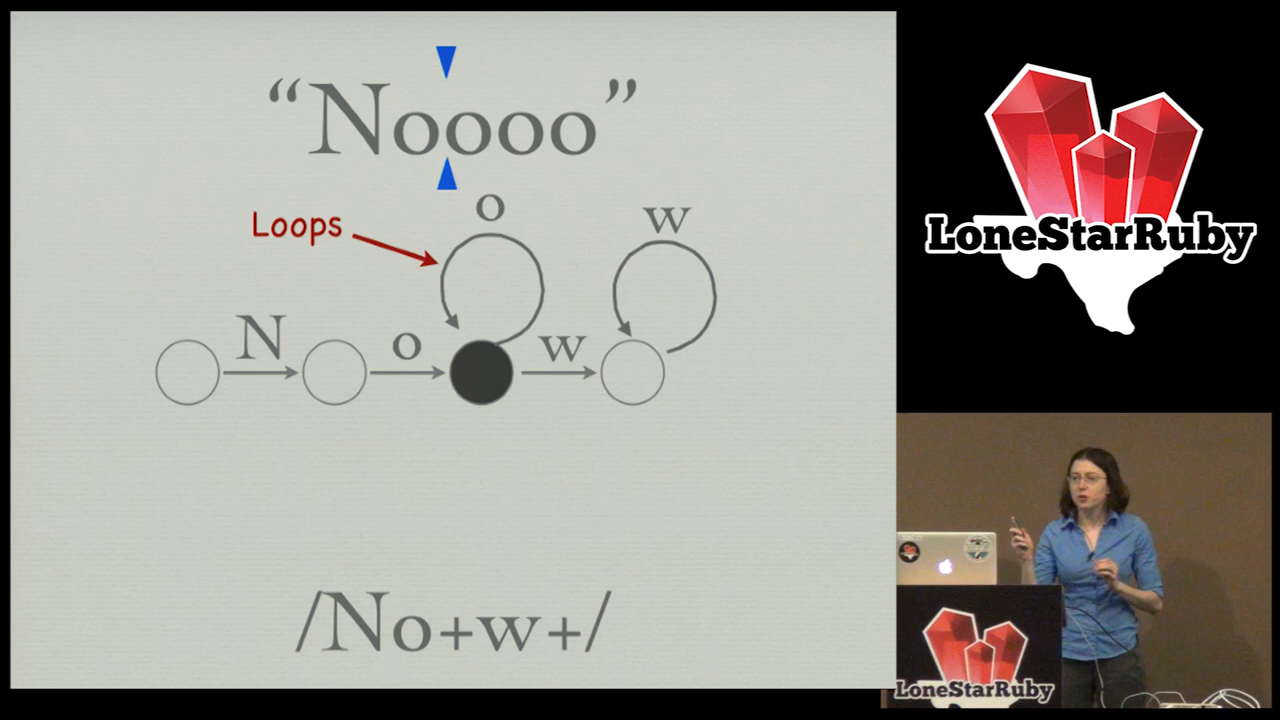 “Noooo”
Loops
o
w
N
o
w
/No+w+/
LoneStarRuby
LoneStarRuby